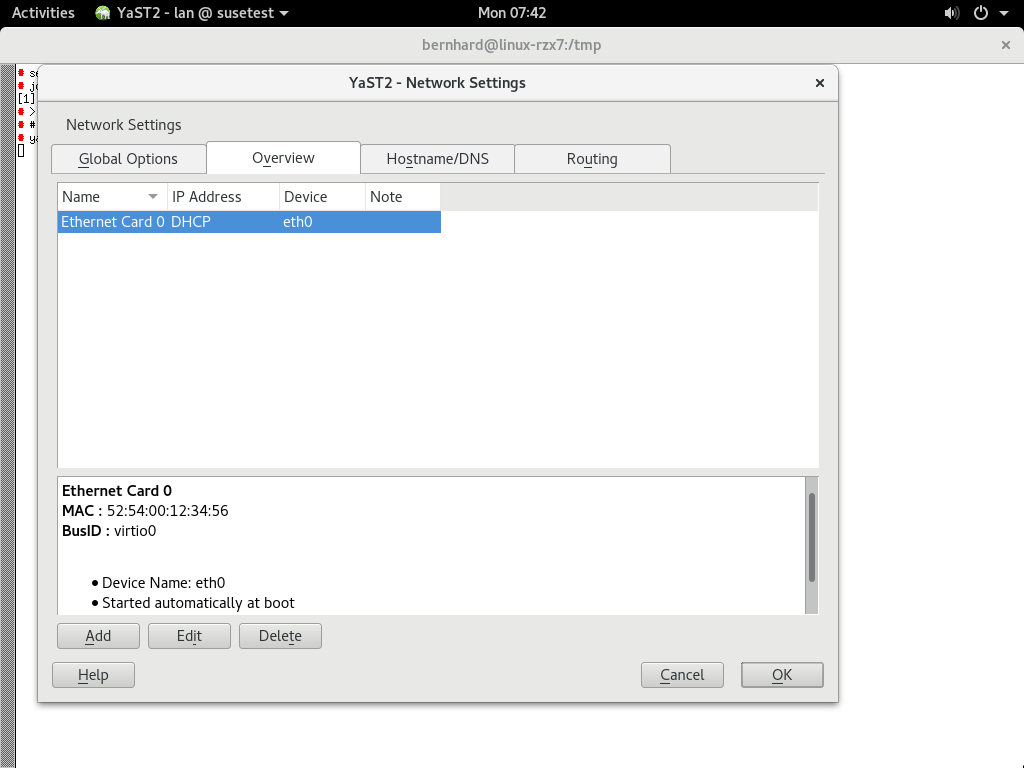 Activities YaST2 - lan @ susetest Mon 07:42
bernhard@linux-rzx7:/tmp
YaST2 - Network Settings
[1]
# >
#
Network Settings
Global Options Overview Hostname/DNS Routing
Name IP Address Device Note
Ethernet Card 0 DHCP eth0
Ethernet Card 0
MAC : 52:54:00:12:34:56
BusID : virtio0
• Device Name: eth0
• Started automatically at boot
Add Edit Delete
Help Cancel OK